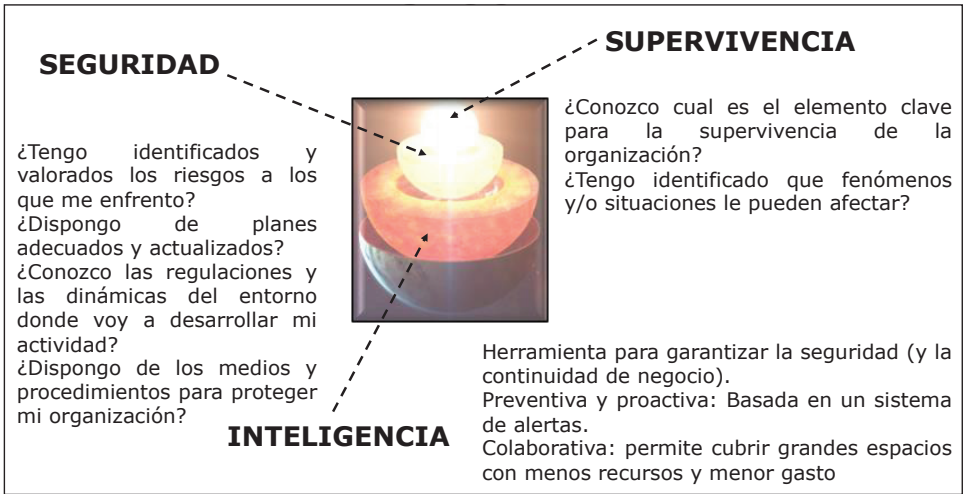 SUPERVIVENCIA
SEGURIDAD
¿Conozco cual es el elemento clave
para la supervivencia de la
organización?
¿Tengo identificado que fenómenos
y/o situaciones le pueden afectar?
¿Tengo identificados y
valorados los riesgos a los
que me enfrento?
¿Dispongo de planes
adecuados y actualizados?
¿Conozco las regulaciones y
las dinámicas del entorno
donde voy a desarrollar mi
actividad?
¿Dispongo de los medios y
procedimientos para proteger
mi organización?
INTELIGENCIA
Herramienta para garantizar la seguridad (y la
continuidad de negocio).
Preventiva y proactiva: Basada en un sistema
de alertas.
Colaborativa: permite cubrir grandes espacios
con menos recursos y menor gasto